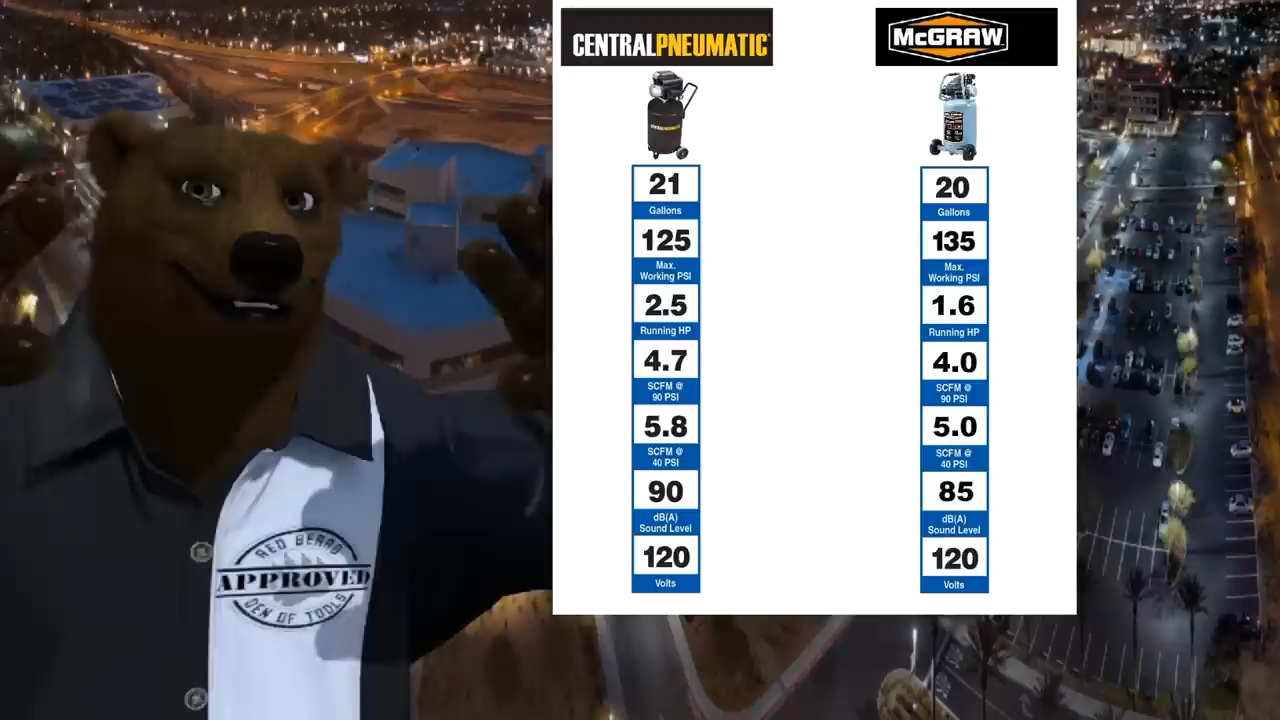 CENTRALPNEUMATIC
McGRAW
CENTRALPNEUMATIC
21
Gallons
125
Max.
Working PSI
2.5
Running HP
4.7
SCFM @
90 PSI
5.8
SCFM @
40 PSI
90
dB(A)
Sound Level
120
Volts
20
Gallons
135
Max.
Working PSI
1.6
Running HP
4.0
SCFM @
90 PSI
5.0
SCFM @
40 PSI
85
dB(A)
Sound Level
120
Volts
RED BEARD
APPROVED
DEN OF TOOLS